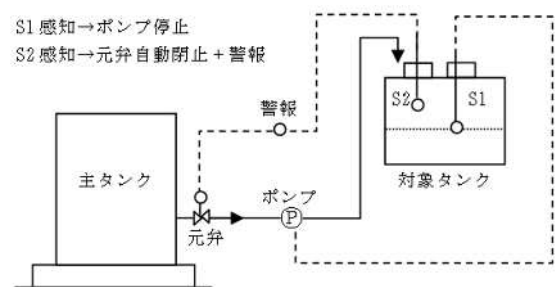 S1感知→ポンプ停止
S2感知→元弁自動閉止＋警報
警報
S2
S1
主タンク
対象タンク
ポンプ
P
元弁